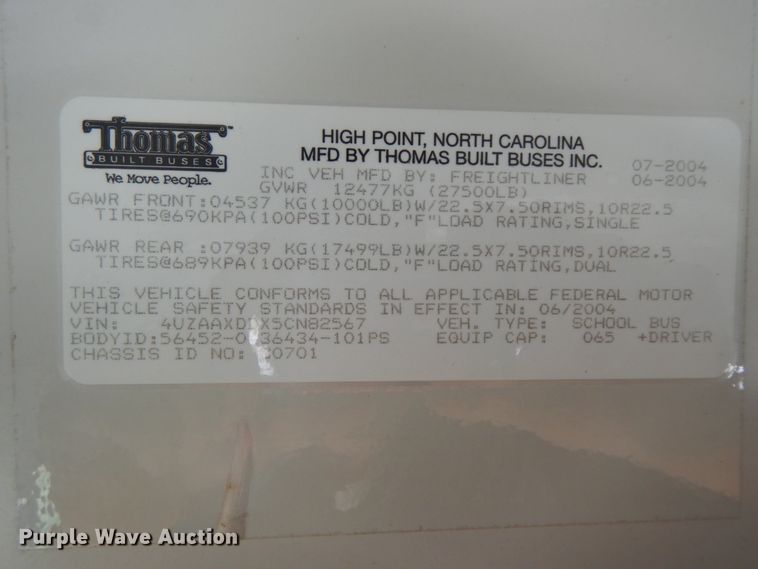 Thomas™
BUILT BUSES
We Move People.
HIGH POINT, NORTH CAROLINA
MFD BY THOMAS BUILT BUSES INC. 07-2004
INC VEH MFD BY: FREIGHTLINER 06-2004
GVWR 12477KG (27500LB)
GAWR FRONT:04537 KG(10000LB)W/22.5X7.50RIMS,10R22.5
TIRES@690KPA(100PSI)COLD,"F"LOAD RATING,SINGLE
GAWR REAR :07939 KG(17499LB)W/22.5X7.50RIMS,10R22.5
TIRES@689KPA(100PSI)COLD,"F"LOAD RATING,DUAL
THIS VEHICLE CONFORMS TO ALL APPLICABLE FEDERAL MOTOR
VEHICLE SAFETY STANDARDS IN EFFECT IN: 06/2004
VIN: VEH. TYPE: SCHOOL BUS
BODYID: EQUIP CAP: 065 +DRIVER
CHASSIS ID NO:
Purple Wave Auction